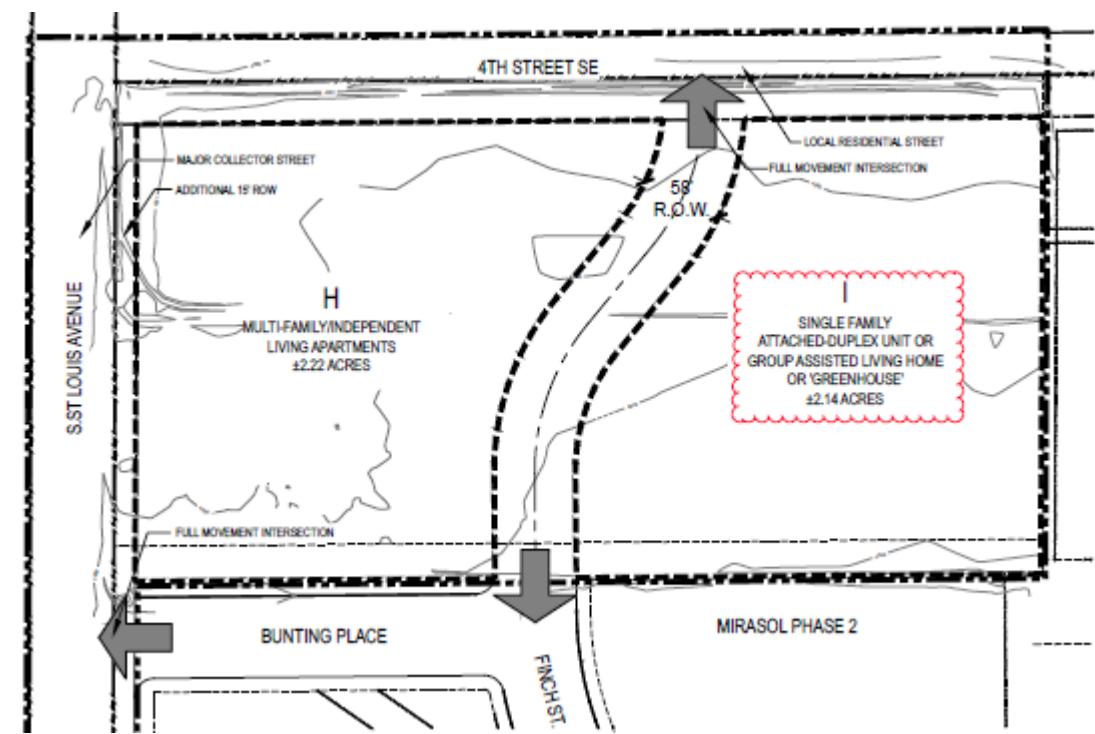 4TH STREET SE
LOCAL RESIDENTIAL STREET
FULL MOVEMENT INTERSECTION
MAJOR COLLECTOR STREET
ADDITIONAL 15' ROW
58'
R.O.W.
S.ST LOUIS AVENUE
H
MULTI-FAMILY/INDEPENDENT
LIVING APARTMENTS
±2.22 ACRES
I
SINGLE FAMILY
ATTACHED-DUPLEX UNIT OR
GROUP ASSISTED LIVING HOME
OR 'GREENHOUSE'
±2.14 ACRES
FULL MOVEMENT INTERSECTION
BUNTING PLACE
FINCH ST.
MIRASOL PHASE 2